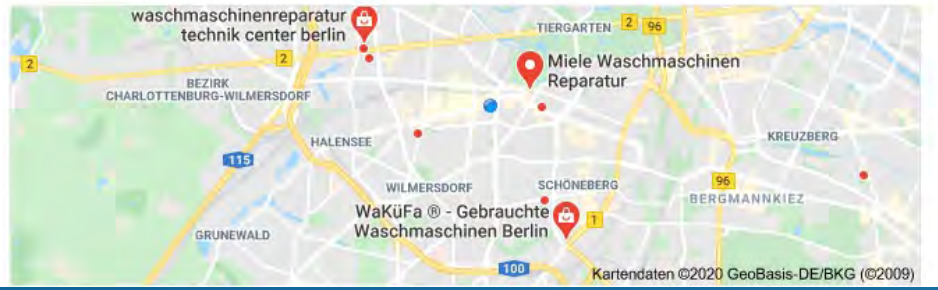 waschmaschinenreparatur
technik center berlin
TIERGARTEN
2
96
2
2
Miele Waschmaschinen
Reparatur
BEZIRK
CHARLOTTENBURG-WILMERSDORF
HALENSEE
KREUZBERG
115
WILMERSDORF
SCHÖNEBERG
96
BERGMANNKIEZ
WaKüFa ® - Gebrauchte
Waschmaschinen Berlin
1
GRUNEWALD
100
Kartendaten ©2020 GeoBasis-DE/BKG (©2009)